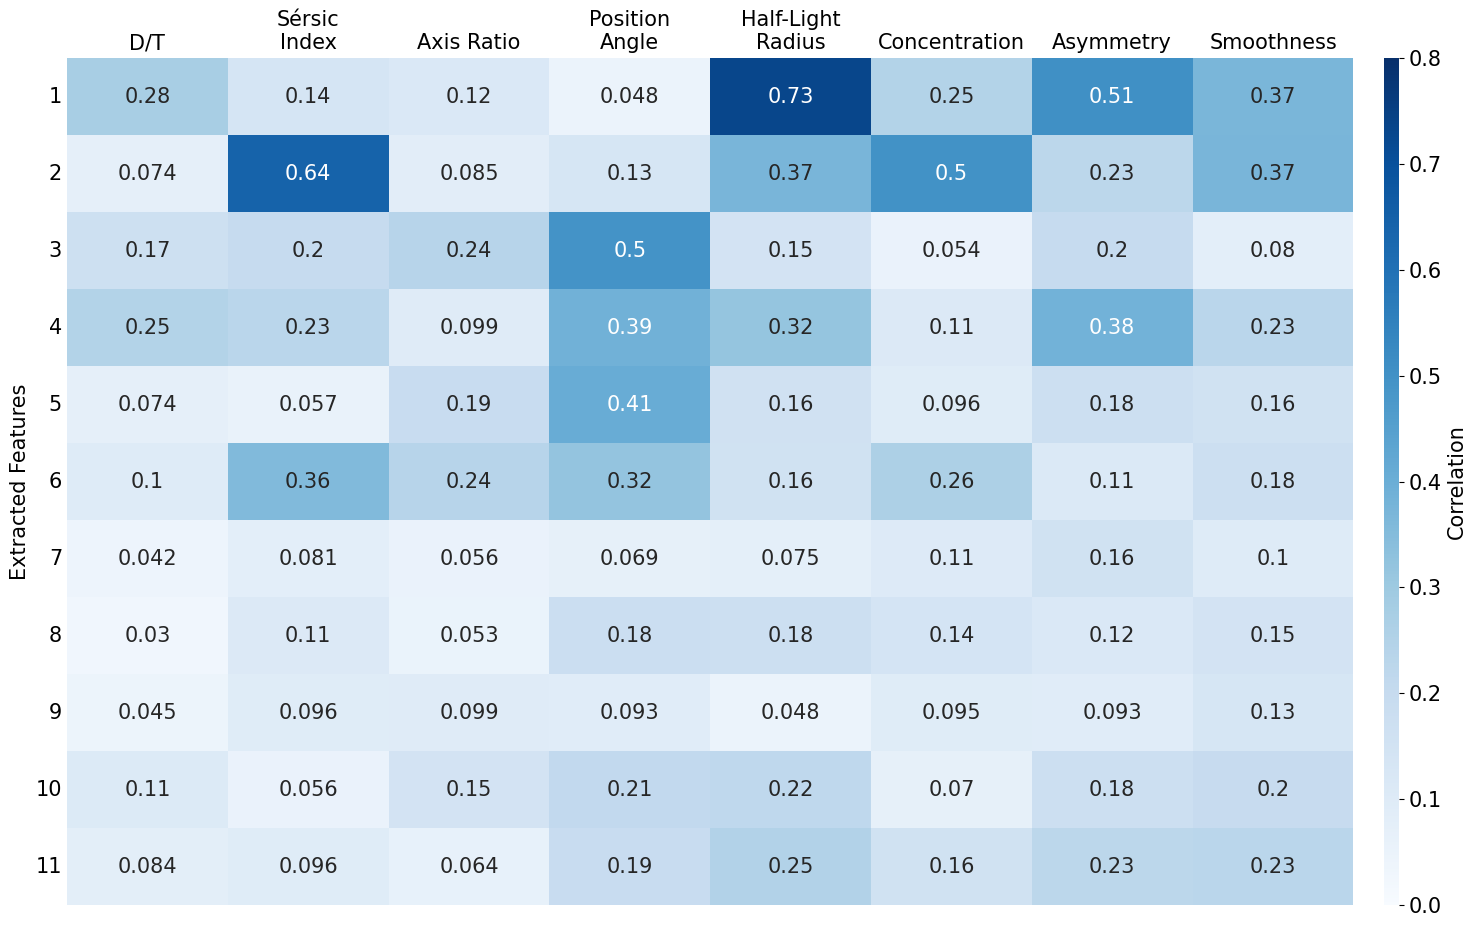 Sérsic
Index
Position
Angle
Half-Light
Radius
D/T Axis Ratio Concentration Asymmetry Smoothness
1 0.28 0.14 0.12 0.048 0.73 0.25 0.51 0.37
2 0.074 0.64 0.085 0.13 0.37 0.5 0.23 0.37
3 0.17 0.2 0.24 0.5 0.15 0.054 0.2 0.08
4 0.25 0.23 0.099 0.39 0.32 0.11 0.38 0.23
5 0.074 0.057 0.19 0.41 0.16 0.096 0.18 0.16
6 0.1 0.36 0.24 0.32 0.16 0.26 0.11 0.18
7 0.042 0.081 0.056 0.069 0.075 0.11 0.16 0.1
8 0.03 0.11 0.053 0.18 0.18 0.14 0.12 0.15
9 0.045 0.096 0.099 0.093 0.048 0.095 0.093 0.13
10 0.11 0.056 0.15 0.21 0.22 0.07 0.18 0.2
11 0.084 0.096 0.064 0.19 0.25 0.16 0.23 0.23
Extracted Features
0.8
0.7
0.6
0.5
0.4
0.3
0.2
0.1
0.0
Correlation